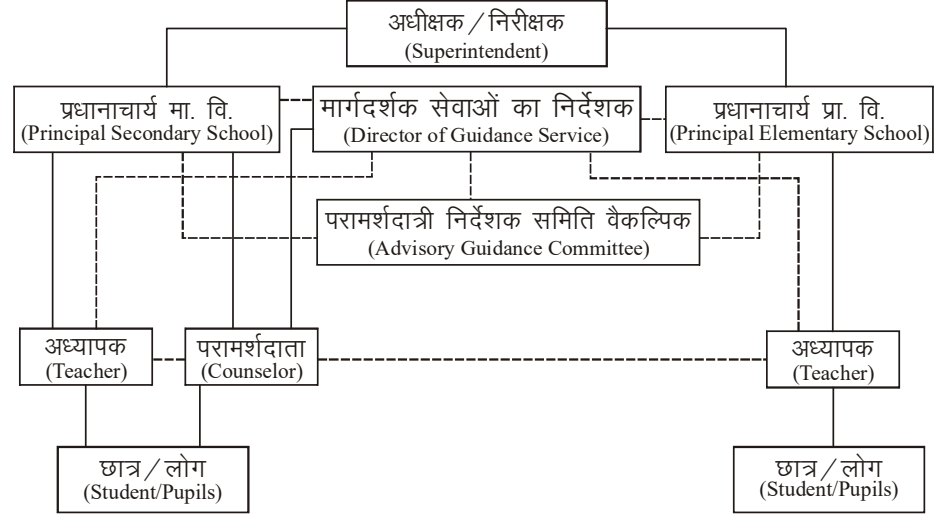 अधीक्षक / निरीक्षक
(Superintendent)
प्रधानाचार्य मा. वि.
(Principal Secondary School)
मार्गदर्शक सेवाओं का निर्देशक
(Director of Guidance Service)
प्रधानाचार्य प्रा. वि.
(Principal Elementary School)
परामर्शदात्री निर्देशक समिति वैकल्पिक
(Advisory Guidance Committee)
अध्यापक
(Teacher)
परामर्शदाता
(Counselor)
अध्यापक
(Teacher)
छात्र / लोग
(Student/Pupils)
छात्र / लोग
(Student/Pupils)